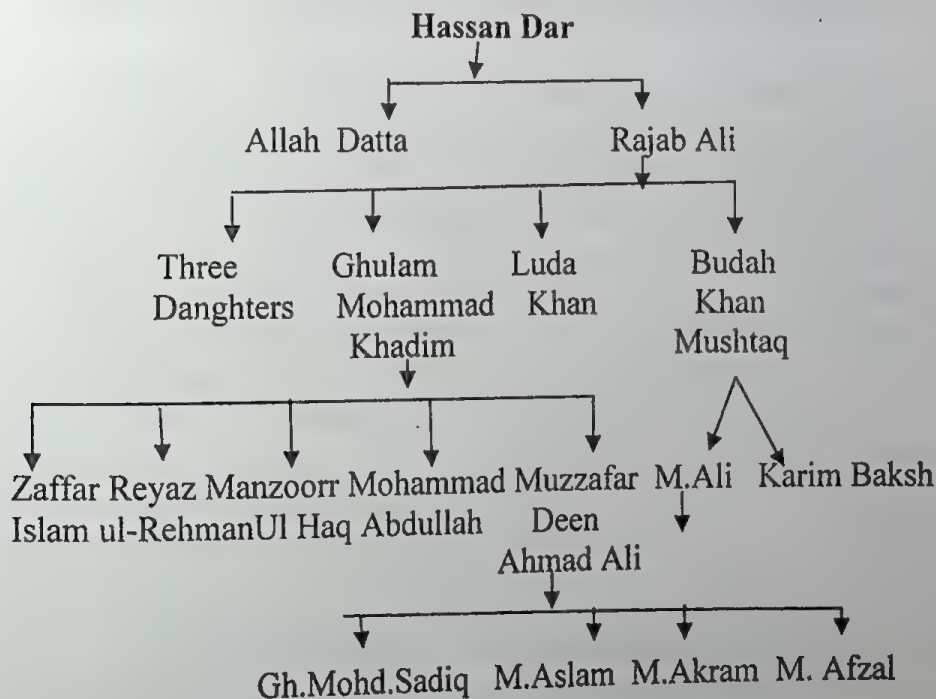 Hassan Dar
Allah Datta Rajab Ali
Three Ghulam Luda Budah
Danghters Mohammad Khan Khan
Khadim Mushtaq
Zaffar Reyaz Manzoorr Mohammad Muzzafar M.Ali Karim Baksh
Islam ul-RehmanUl Haq Abdullah Deen
Ahmad Ali
Gh.Mohd.Sadiq M.Aslam M.Akram M. Afzal